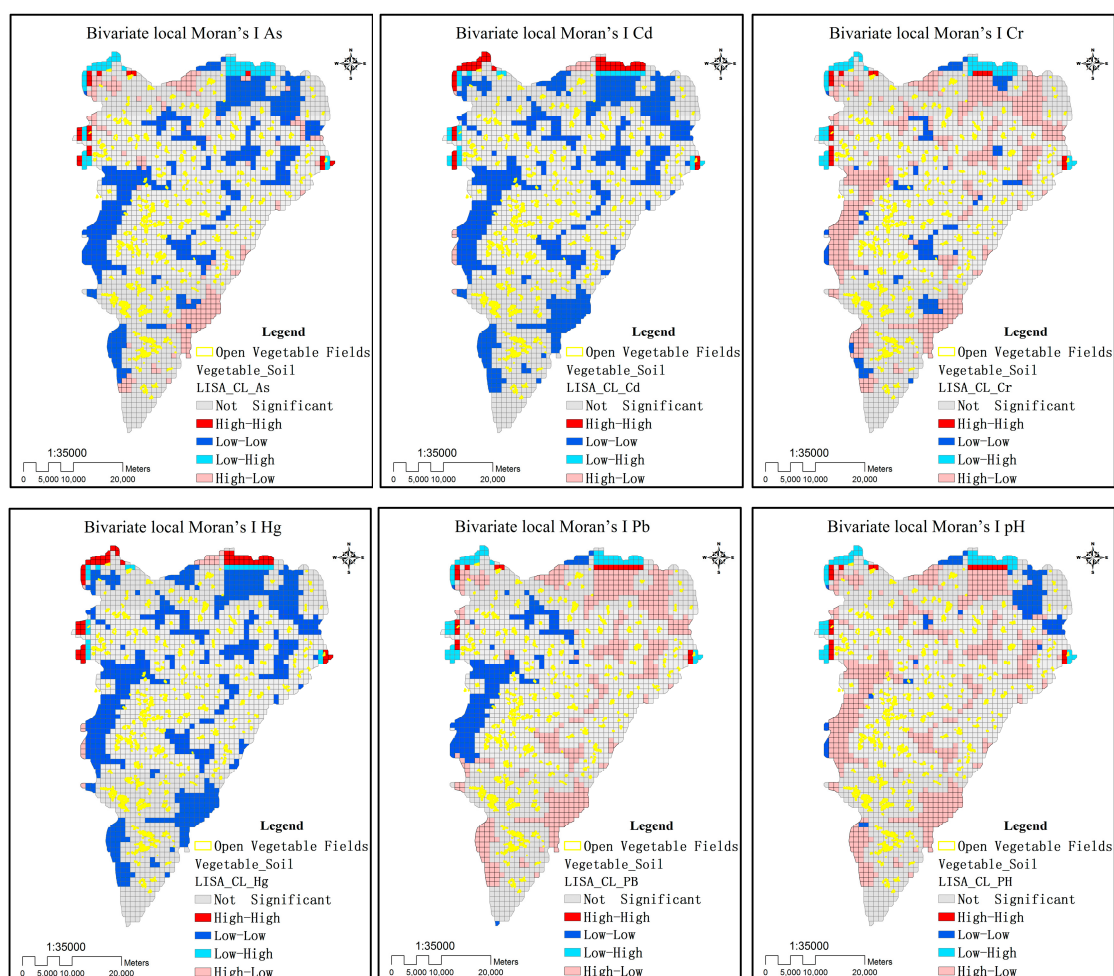 Bivariate local Moran's I As
N
W E
S
Legend
Open Vegetable Fields
Vegetable_Soil
LISA_CL_As
Not Significant
High-High
Low-Low
Low-High
High-Low
1:35000
Meters
0 5,000 10,000 20,000
Bivariate local Moran's I Cd
N
W E
S
Legend
Open Vegetable Fields
Vegetable_Soil
LISA_CL_Cd
Not Significant
High-High
Low-Low
Low-High
High-Low
1:35000
Meters
0 5,000 10,000 20,000
Bivariate local Moran's I Cr
N
W E
S
Legend
Open Vegetable Fields
Vegetable_Soil
LISA_CL_Cr
Not Significant
High-High
Low-Low
Low-High
High-Low
1:35000
Meters
0 5,000 10,000 20,000
Bivariate local Moran's I Hg
N
W E
S
Legend
Open Vegetable Fields
Vegetable_Soil
LISA_CL_Hg
Not Significant
High-High
Low-Low
Low-High
High-Low
1:35000
Meters
0 5,000 10,000 20,000
Bivariate local Moran's I Pb
N
W E
S
Legend
Open Vegetable Fields
Vegetable_Soil
LISA_CL_PB
Not Significant
High-High
Low-Low
Low-High
High-Low
1:35000
Meters
0 5,000 10,000 20,000
Bivariate local Moran's I pH
N
W E
S
Legend
Open Vegetable Fields
Vegetable_Soil
LISA_CL_PH
Not Significant
High-High
Low-Low
Low-High
High-Low
1:35000
Meters
0 5,000 10,000 20,000